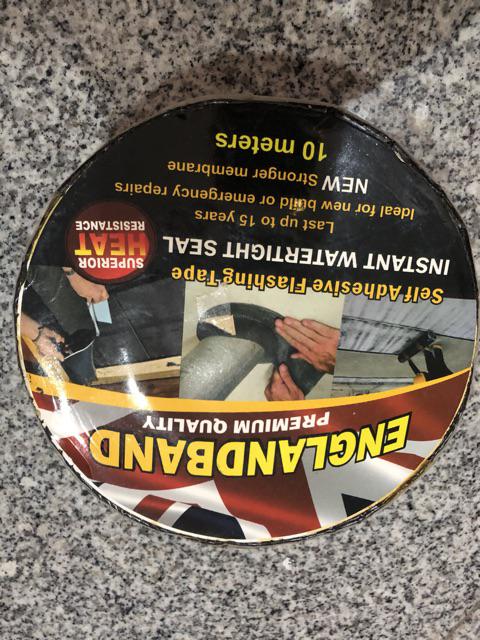 ENGLANDBAND
PREMIUM QUALITY
Self Adhesive Flashing Tape
INSTANT WATERTIGHT SEAL
Last up to 15 years
Ideal for new build or emergency repairs
NEW Stronger membrane
10 meters
SUPERIOR
HEAT
RESISTANCE